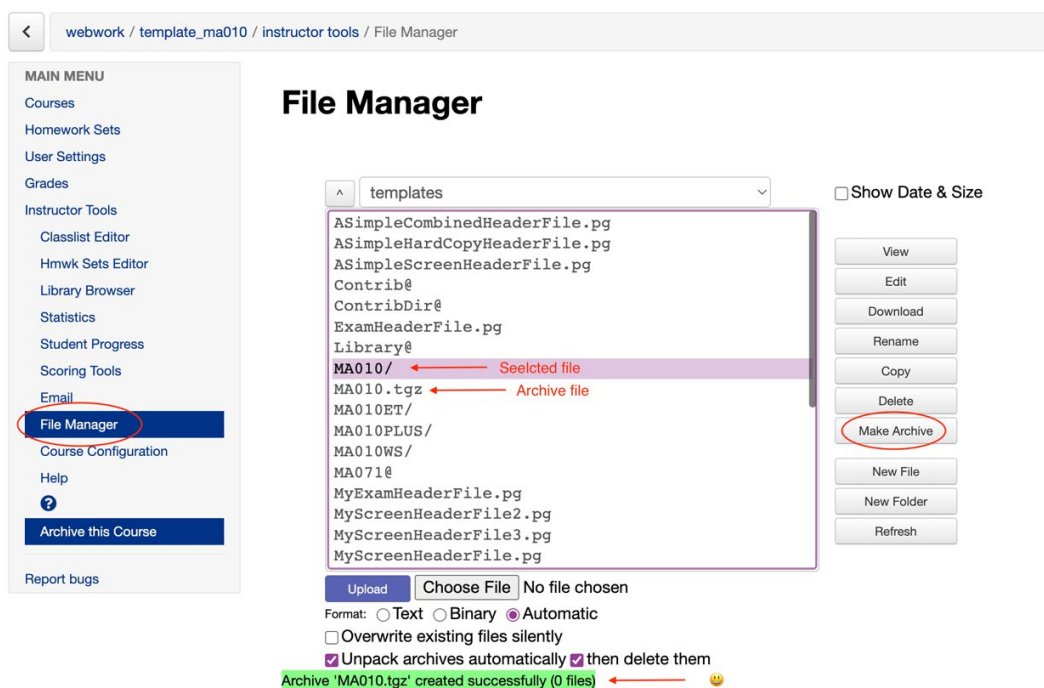 webwork / template_ma010 / instructor tools / File Manager
MAIN MENU
Courses
Homework Sets
User Settings
Grades
Instructor Tools
Classlist Editor
Hmwk Sets Editor
Library Browser
Statistics
Student Progress
Scoring Tools
Email
File Manager
Course Configuration
Help
?
Archive this Course
Report bugs
File Manager
^ templates
Show Date & Size
ASimpleCombinedHeaderFile.pg
ASimpleHardCopyHeaderFile.pg
ASimpleScreenHeaderFile.pg
Contrib@
ContribDir@
ExamHeaderFile.pg
Library@
MA010/ Seelcted file
MA010.tgz Archive file
MA010ET/
MA010PLUS/
MA010WS/
MA071@
MyExamHeaderFile.pg
MyScreenHeaderFile2.pg
MyScreenHeaderFile3.pg
MyScreenHeaderFile.pg
View
Edit
Download
Rename
Copy
Delete
Make Archive
New File
New Folder
Refresh
Upload Choose File No file chosen
Format: Text Binary Automatic
Overwrite existing files silently
Unpack archives automatically then delete them
Archive 'MA010.tgz' created successfully (0 files)